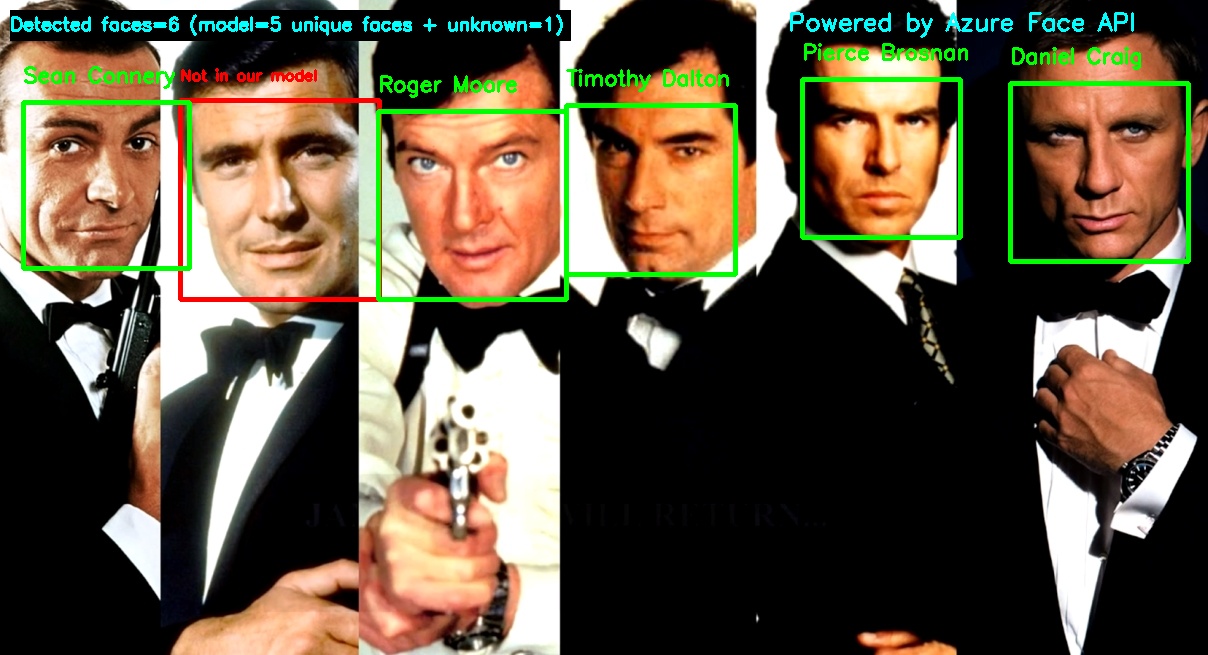 Detected faces=6 (model=5 unique faces + unknown=1)
Powered by Azure Face API
Sean Connery
Not in our model
Roger Moore
Timothy Dalton
Pierce Brosnan
Daniel Craig
RETURN...